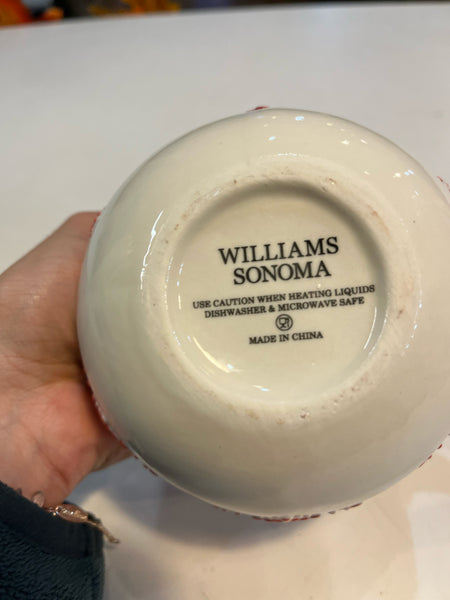 WILLIAMS
SONOMA
USE CAUTION WHEN HEATING LIQUIDS
DISHWASHER & MICROWAVE SAFE
MADE IN CHINA